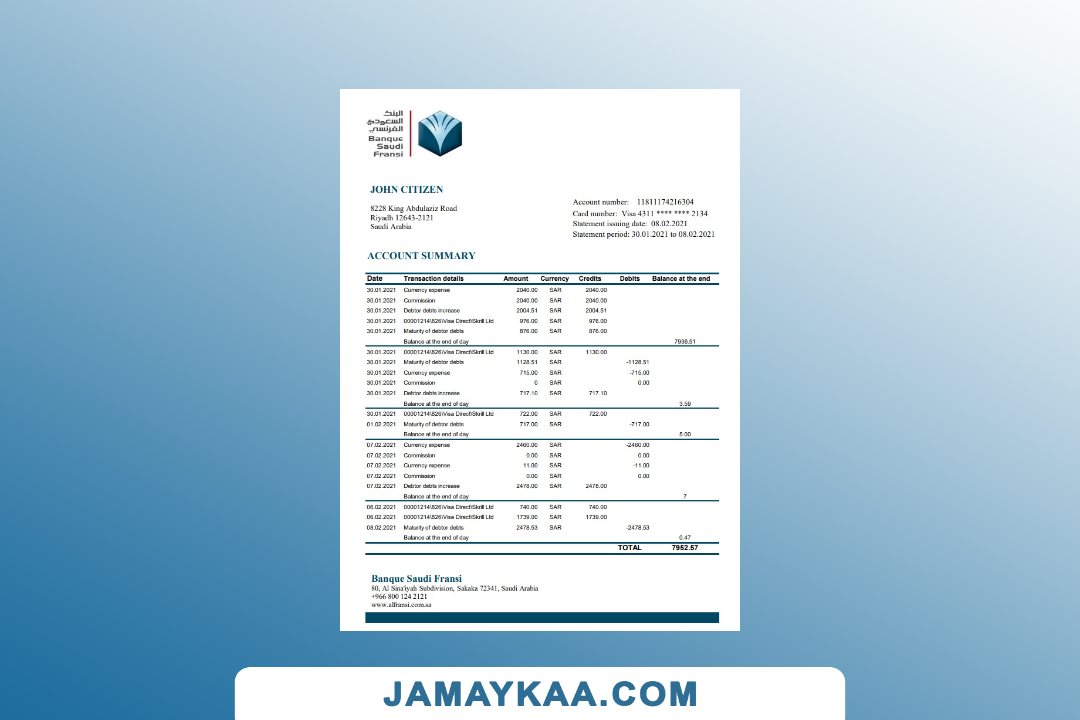 البنك
السعودي
الفرنسي
Banque
Saudi
Fransi
JOHN CITIZEN
8228 King Abdulaziz Road
Riyadh 12643-2121
Saudi Arabia
Account number: 11811174216304
Card number: Visa 4311 **** **** 2134
Statement issuing date: 08.02.2021
Statement period: 30.01.2021 to 08.02.2021
ACCOUNT SUMMARY
Date Transaction details Amount Currency Credits Debits Balance at the end
30.01.2021 Currency expense 2040.00 SAR 2040.00
30.01.2021 Commission 2040.00 SAR 2040.00
30.01.2021 Debtor debts increase 2004.51 SAR 2004.51
30.01.2021 00001214\826\Visa Direct\Skrill Ltd 976.00 SAR 976.00
30.01.2021 Maturity of debtor debts 876.00 SAR 876.00
Balance at the end of day 7936.51
30.01.2021 00001214\826\Visa Direct\Skrill Ltd 1130.00 SAR 1130.00
30.01.2021 Maturity of debtor debts 1128.51 SAR -1128.51
30.01.2021 Currency expense 715.00 SAR -715.00
30.01.2021 Commission 0 SAR 0.00
30.01.2021 Debtor debts increase 717.10 SAR 717.10
Balance at the end of day 3.59
30.01.2021 00001214\826\Visa Direct\Skrill Ltd 722.00 SAR 722.00
01.02.2021 Maturity of debtor debts 717.00 SAR -717.00
Balance at the end of day 5.00
07.02.2021 Currency expense 2460.00 SAR -2460.00
07.02.2021 Commission 0.00 SAR 0.00
07.02.2021 Currency expense 11.00 SAR -11.00
07.02.2021 Commission 0.00 SAR 0.00
07.02.2021 Debtor debts increase 2478.00 SAR 2478.00
Balance at the end of day 7
06.02.2021 00001214\826\Visa Direct\Skrill Ltd 740.00 SAR 740.00
06.02.2021 00001214\826\Visa Direct\Skrill Ltd 1739.00 SAR 1739.00
08.02.2021 Maturity of debtor debts 2478.53 SAR -2478.53
Balance at the end of day 0.47
TOTAL 7952.57
Banque Saudi Fransi
80, Al Sina'iyah Subdivision, Sakaka 72341, Saudi Arabia
+966 800 124 2121
www.alfransi.com.sa
JAMAYKAA.COM